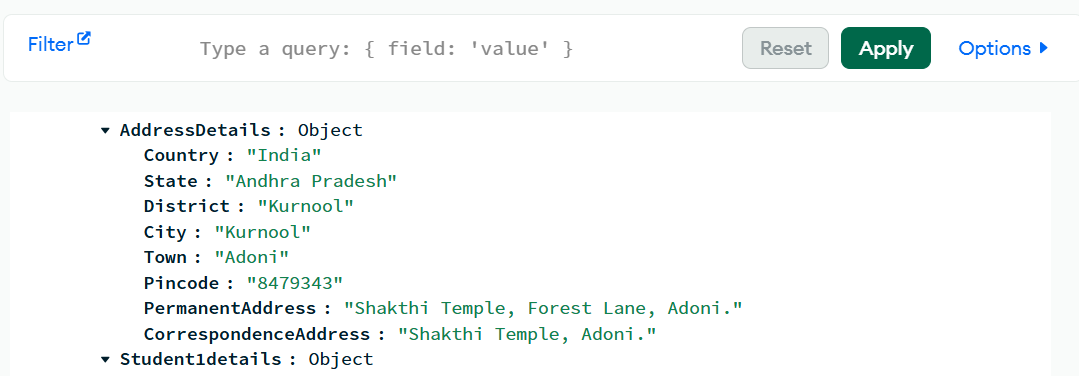 Filter Type a query: { field: 'value' } Reset Apply Options
AddressDetails : Object
Country : "India"
State : "Andhra Pradesh"
District : "Kurnool"
City : "Kurnool"
Town : "Adoni"
Pincode : "8479343"
PermanentAddress : "Shakthi Temple, Forest Lane, Adoni."
CorrespondenceAddress : "Shakthi Temple, Adoni."
Student1details : Object